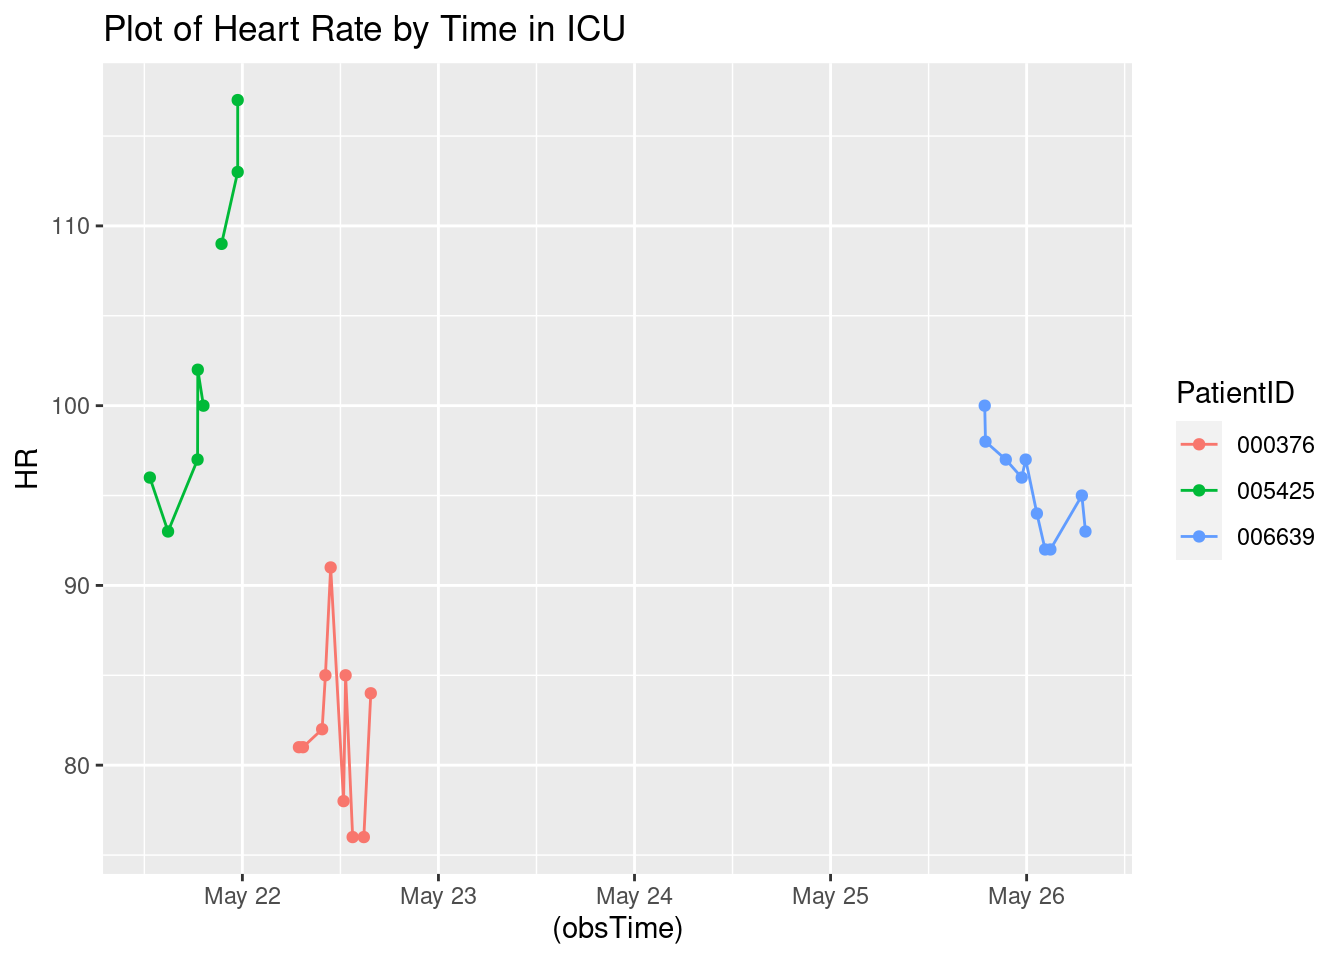 Plot of Heart Rate by Time in ICU
HR
110
100
90
80
May 22
May 23
May 24
May 25
May 26
(obsTime)
PatientID
000376
005425
006639